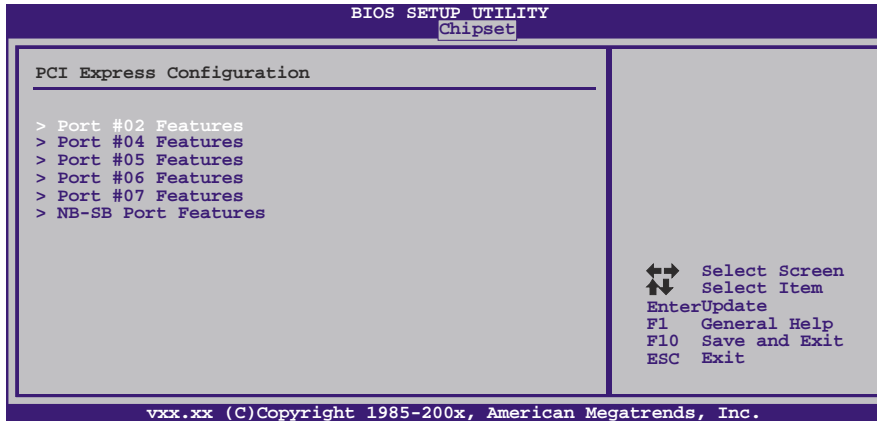 BIOS SETUP UTILITY
Chipset
PCI Express Configuration
> Port #02 Features
> Port #04 Features
> Port #05 Features
> Port #06 Features
> Port #07 Features
> NB-SB Port Features
Select Screen
Select Item
EnterUpdate
F1 General Help
F10 Save and Exit
ESC Exit
vxx.xx (C)Copyright 1985-200x, American Megatrends, Inc.